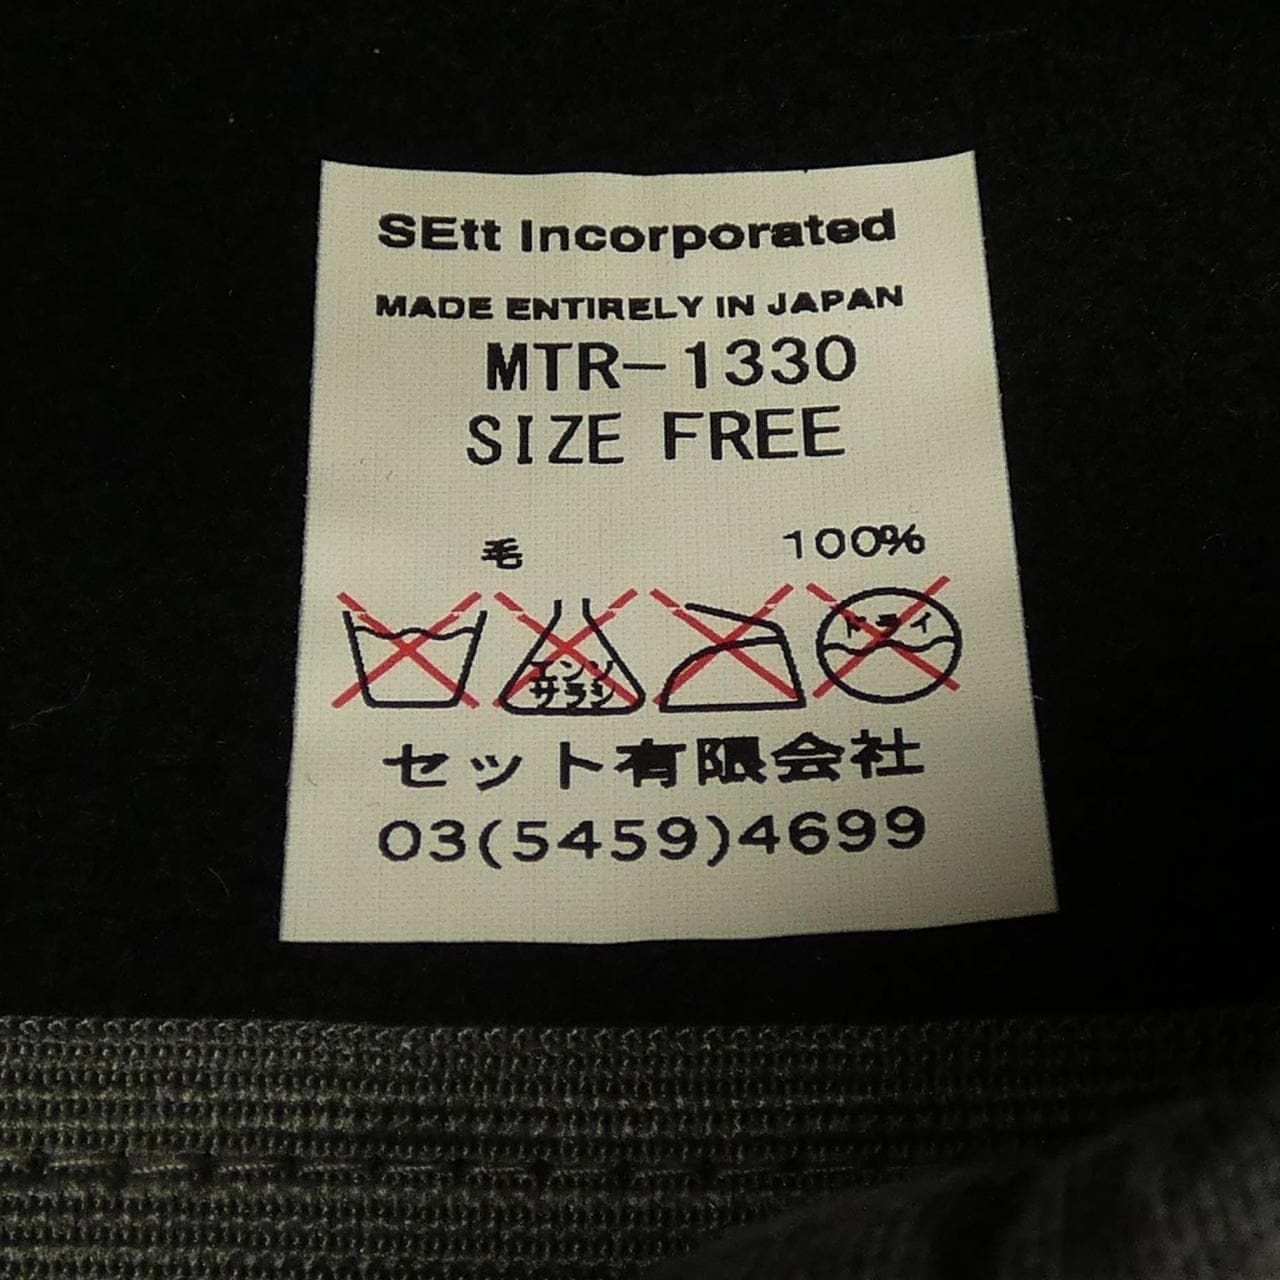 SEtt Incorporated
MADE ENTIRELY IN JAPAN
MTR-1330
SIZE FREE
毛 100%
エンソ サラシ ドライ
セット有限会社
03(5459)4699